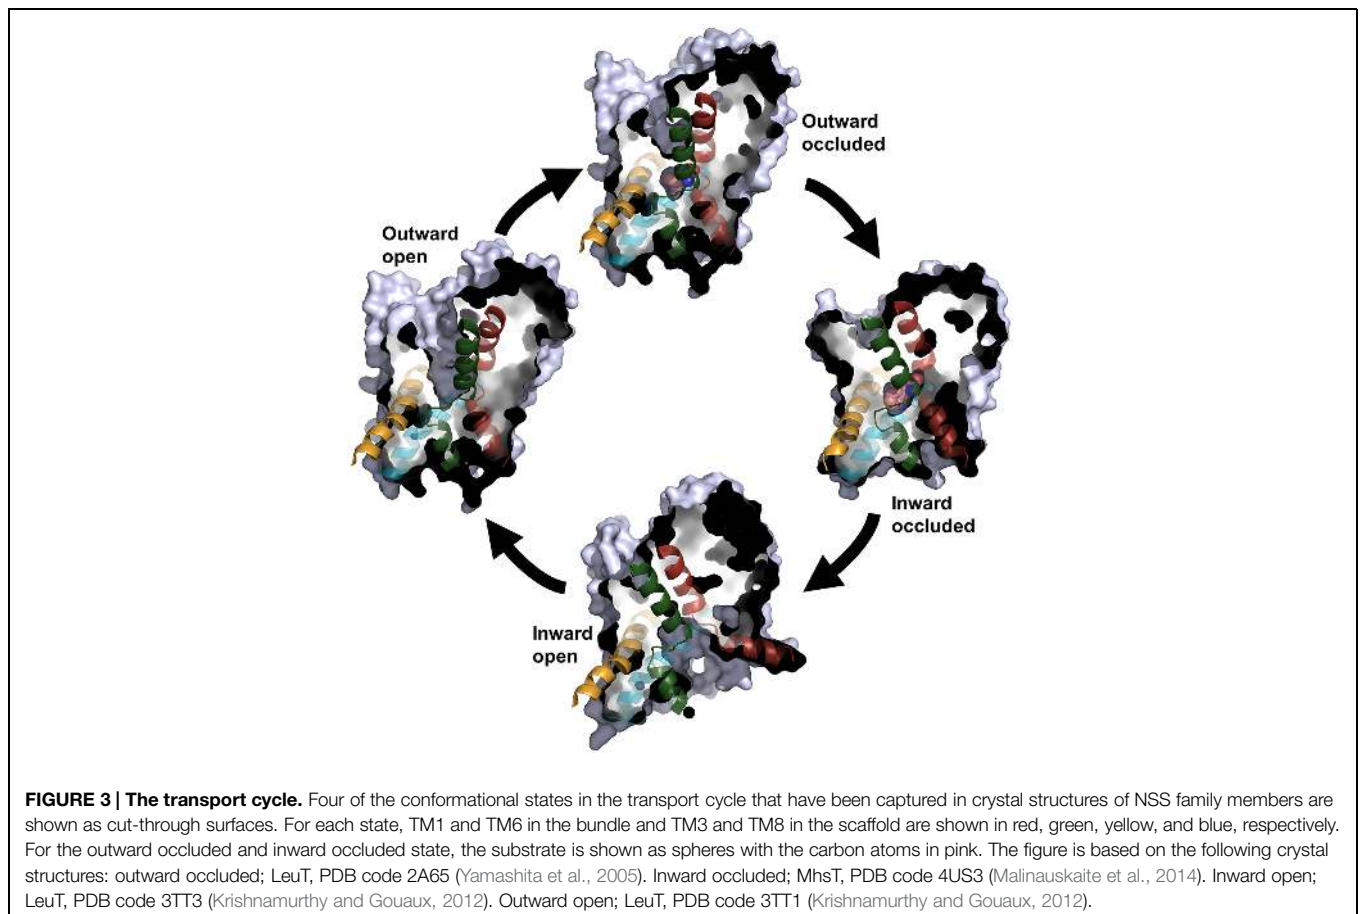 Outward
occluded
Outward
open
Inward
occluded
Inward
open
FIGURE 3 | The transport cycle. Four of the conformational states in the transport cycle that have been captured in crystal structures of NSS family members are
shown as cut-through surfaces. For each state, TM1 and TM6 in the bundle and TM3 and TM8 in the scaffold are shown in red, green, yellow, and blue, respectively.
For the outward occluded and inward occluded state, the substrate is shown as spheres with the carbon atoms in pink. The figure is based on the following crystal
structures: outward occluded; LeuT, PDB code 2A65 (Yamashita et al., 2005). Inward occluded; MhsT, PDB code 4US3 (Malinauskaite et al., 2014). Inward open;
LeuT, PDB code 3TT3 (Krishnamurthy and Gouaux, 2012). Outward open; LeuT, PDB code 3TT1 (Krishnamurthy and Gouaux, 2012).